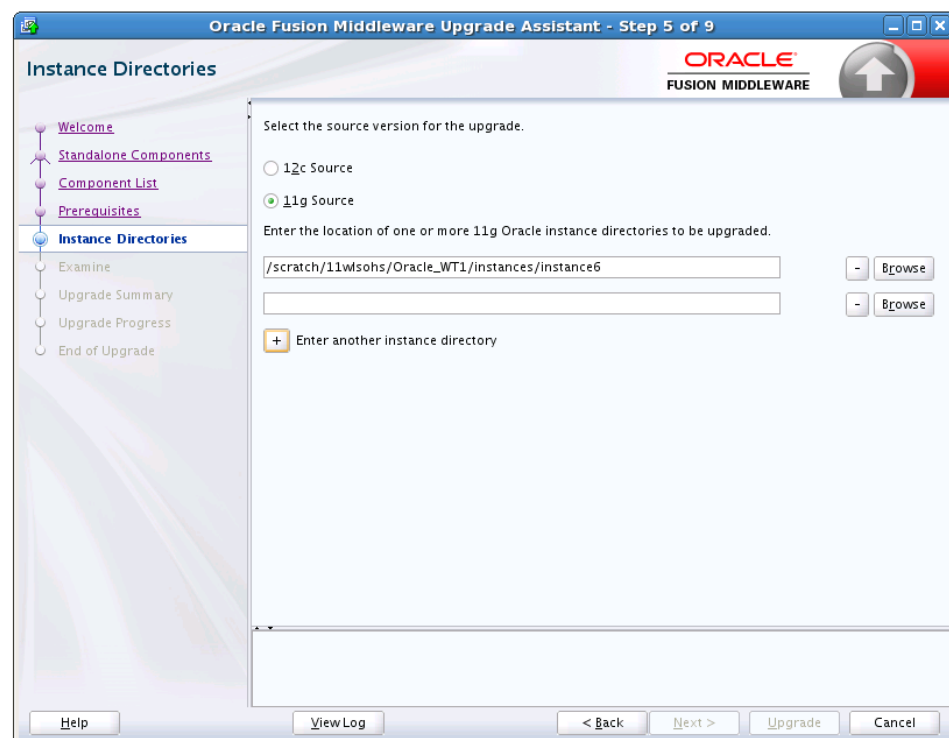 Oracle Fusion Middleware Upgrade Assistant - Step 5 of 9
Instance Directories
ORACLE
FUSION MIDDLEWARE
Welcome
Standalone Components
Component List
Prerequisites
Instance Directories
Examine
Upgrade Summary
Upgrade Progress
End of Upgrade
Select the source version for the upgrade.
12c Source
11g Source
Enter the location of one or more 11g Oracle instance directories to be upgraded.
/scratch/11wlsohs/Oracle_WT1/instances/instance6
- Browse
- Browse
+ Enter another instance directory
Help View Log < Back Next > Upgrade Cancel